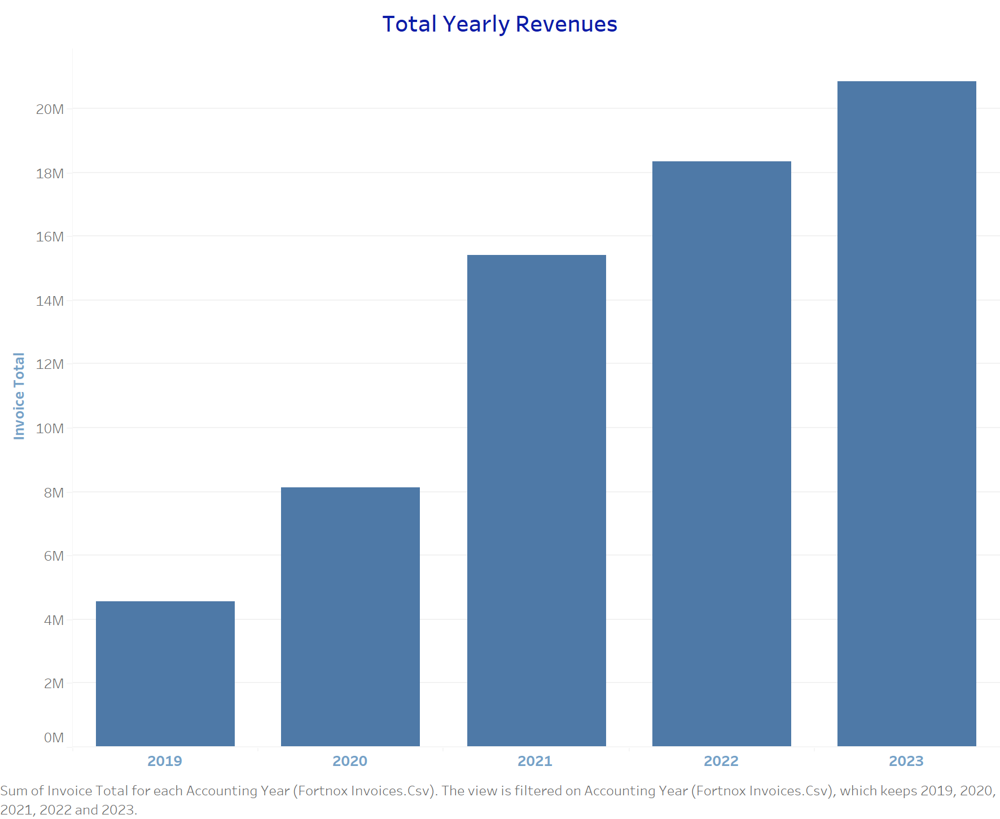 Total Yearly Revenues
Invoice Total
20M
18M
16M
14M
12M
10M
8M
6M
4M
2M
0M
2019 2020 2021 2022 2023
Sum of Invoice Total for each Accounting Year (Fortnox Invoices.Csv). The view is filtered on Accounting Year (Fortnox Invoices.Csv), which keeps 2019, 2020,
2021, 2022 and 2023.